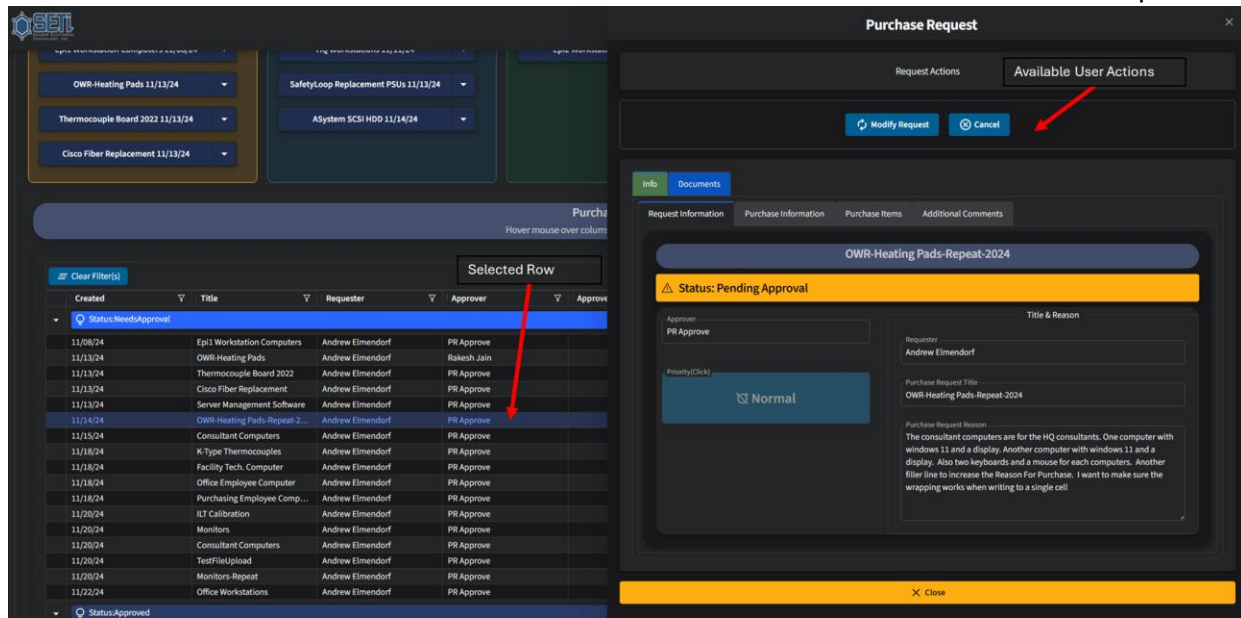 SETi
Purchase Request
×
HQ Workstations 11/21/24
OWR-Heating Pads 11/13/24
SafetyLoop Replacement PSUs 11/13/24
Thermocouple Board 2022 11/13/24
ASystem SCSI HDD 11/14/24
Cisco Fiber Replacement 11/13/24
Request Actions
Available User Actions
Modify Request
Cancel
Purcha
Hover mouse over colum
Selected Row
Clear Filter(s)
Created Title Requester Approver Approve
Status:NeedsApproval
11/08/24 Epi1 Workstation Computers Andrew Elmendorf PR Approve
11/13/24 OWR-Heating Pads Andrew Elmendorf Rakesh Jain
11/13/24 Thermocouple Board 2022 Andrew Elmendorf PR Approve
11/13/24 Cisco Fiber Replacement Andrew Elmendorf PR Approve
11/13/24 Server Management Software Andrew Elmendorf PR Approve
11/14/24 OWR-Heating Pads-Repeat-2... Andrew Elmendorf PR Approve
11/15/24 Consultant Computers Andrew Elmendorf PR Approve
11/18/24 K-Type Thermocouples Andrew Elmendorf PR Approve
11/18/24 Facility Tech. Computer Andrew Elmendorf PR Approve
11/18/24 Office Employee Computer Andrew Elmendorf PR Approve
11/18/24 Purchasing Employee Comp... Andrew Elmendorf PR Approve
11/20/24 ILT Calibration Andrew Elmendorf PR Approve
11/20/24 Monitors Andrew Elmendorf PR Approve
11/20/24 Consultant Computers Andrew Elmendorf PR Approve
11/20/24 TestFileUpload Andrew Elmendorf PR Approve
11/20/24 Monitors-Repeat Andrew Elmendorf PR Approve
11/22/24 Office Workstations Andrew Elmendorf PR Approve
Status:Approved
Info Documents
Request Information Purchase Information Purchase Items Additional Comments
OWR-Heating Pads-Repeat-2024
Status: Pending Approval
Approver
PR Approve
Priority(Click)
Normal
Title & Reason
Requester
Andrew Elmendorf
Purchase Request Title
OWR-Heating Pads-Repeat-2024
Purchase Request Reason
The consultant computers are for the HQ consultants. One computer with
windows 11 and a display. Another computer with windows 11 and a
display. Also two keyboards and a mouse for each computers. Another
filler line to increase the Reason For Purchase. I want to make sure the
wrapping works when writing to a single cell
Close